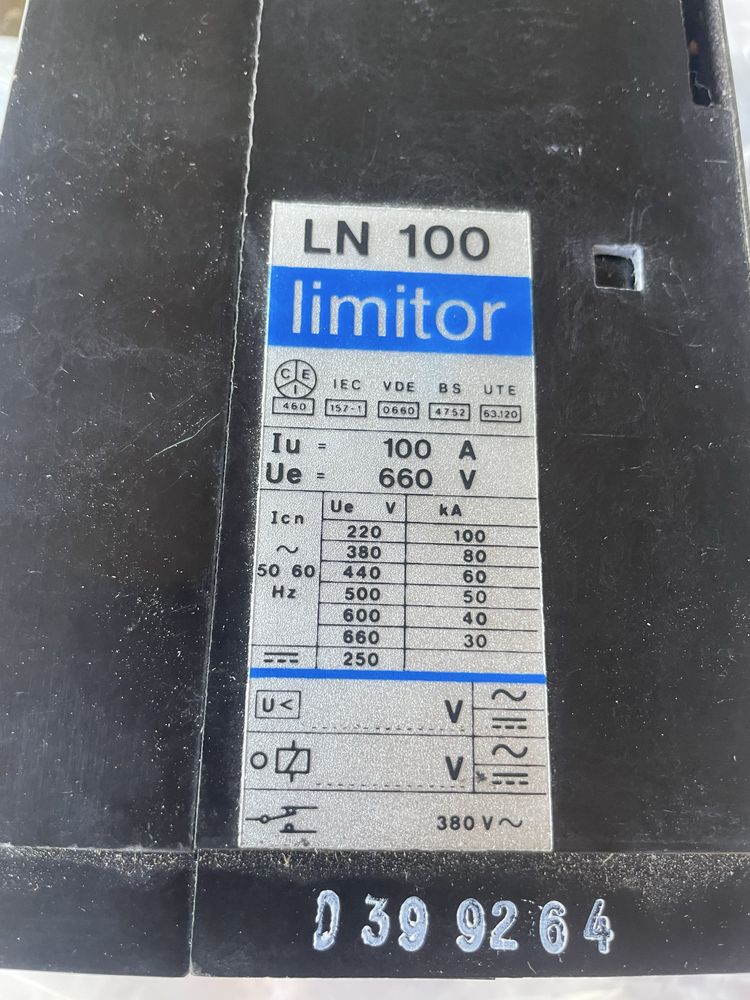 LN 100
limitor
C E I
IEC VDE BS UTE
460 157-1 0660 4752 63.120
Iu = 100 A
Ue = 660 V
Icn Ue V kA
220 100
~ 380 80
50 60 440 60
Hz 500 50
600 40
660 30
250
U< V ~
V ~
380 V ~
D 39 92 64